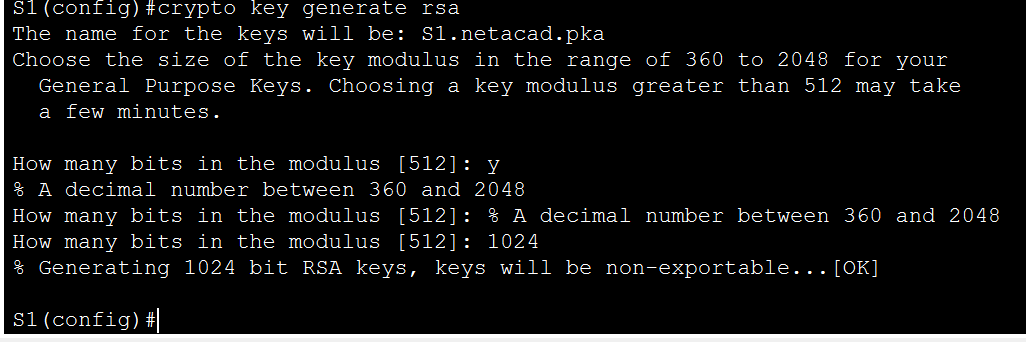 S1(config)#crypto key generate rsa
The name for the keys will be: S1.netacad.pka
Choose the size of the key modulus in the range of 360 to 2048 for your
  General Purpose Keys. Choosing a key modulus greater than 512 may take
  a few minutes.

How many bits in the modulus [512]: y
% A decimal number between 360 and 2048
How many bits in the modulus [512]: % A decimal number between 360 and 2048
How many bits in the modulus [512]: 1024
% Generating 1024 bit RSA keys, keys will be non-exportable...[OK]

S1(config)#